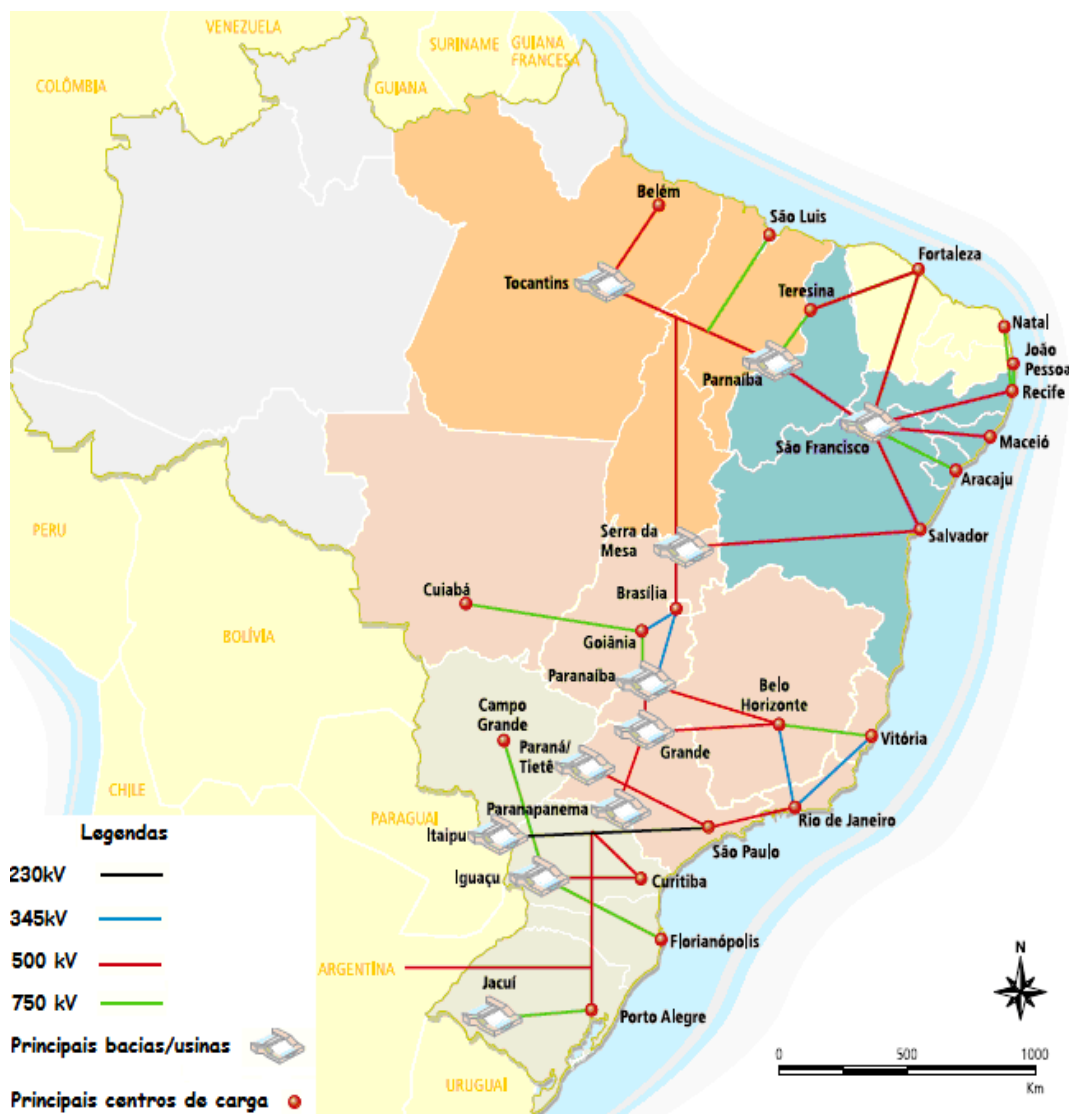 VENEZUELA
SURINAME
GUIANA
FRANCESA
COLÔMBIA
GUIANA
Belém
São Luis
Fortaleza
Tocantins
Teresina
Natal
João
Pessoa
Parnaíba
Recife
São Francisco
Maceió
Aracaju
PERU
Serra da
Mesa
Salvador
Cuiabá
Brasília
BOLÍVIA
Goiânia
Paranaíba
Belo
Horizonte
Campo
Grande
Vitória
Paraná/
Tietê
Grande
CHILE
PARAGUAI
Paranapanema
Rio de Janeiro
Legendas
Itaipu
São Paulo
230kV
Iguaçu
Curitiba
345kV
Florianópolis
500 kV
ARGENTINA
Jacuí
N
750 kV
Porto Alegre
Principais bacias/usinas
0 500 1000
Km
URUGUAI
Principais centros de carga